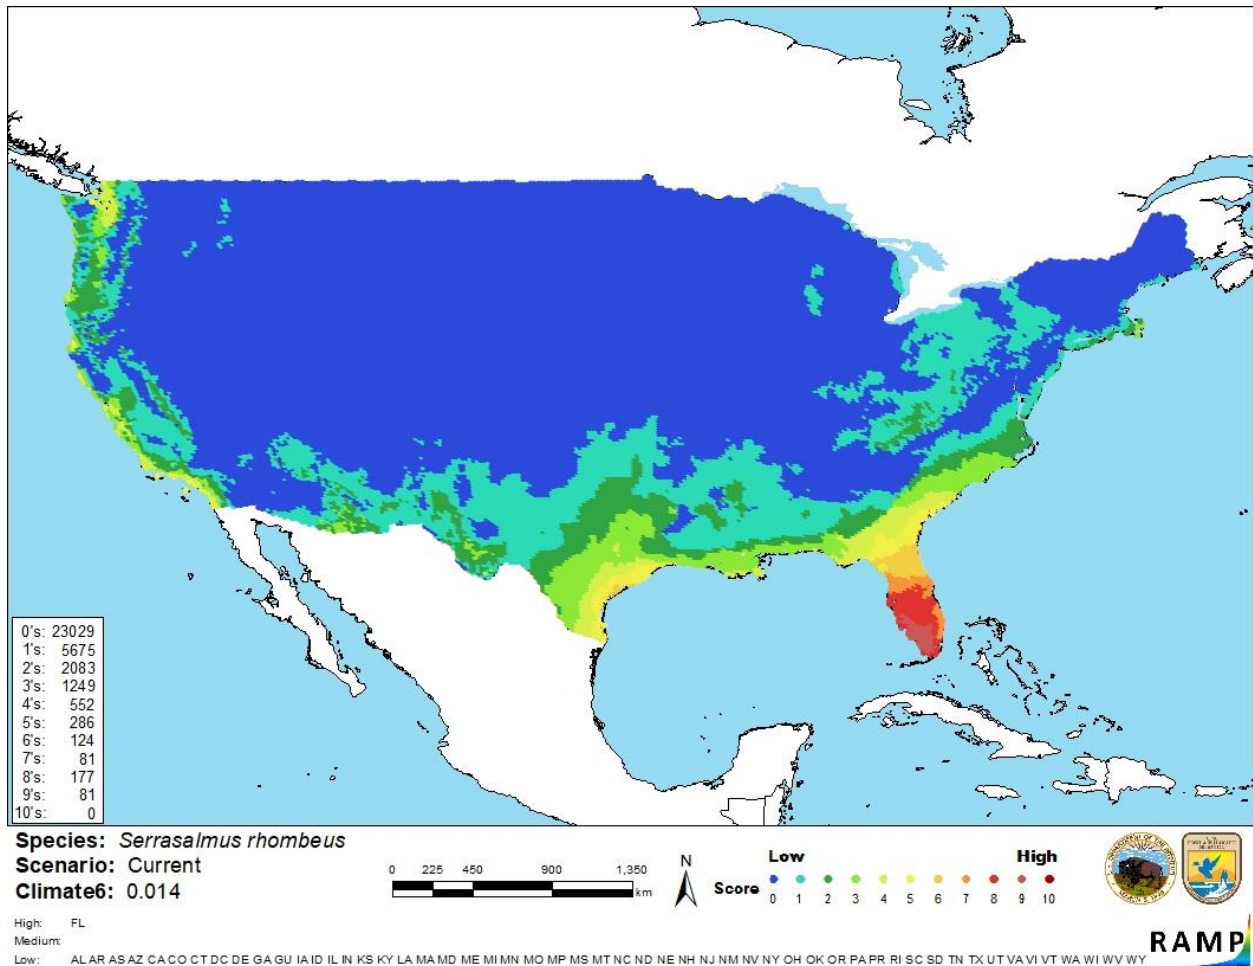 0's: 23029
1's: 5675
2's: 2083
3's: 1249
4's: 552
5's: 286
6's: 124
7's: 81
8's: 177
9's: 81
10's: 0
Species: Serrasalmus rhombeus
Scenario: Current
Climate6: 0.014
0 225 450 900 1,350
km
N
Low High
Score
0 1 2 3 4 5 6 7 8 9 10
High: FL
Medium:
Low: AL AR AS AZ CA CO CT DC DE GA GU IA ID IL IN KS KY LA MA MD ME MI MN MO MP MS MT NC ND NE NH NJ NM NV NY OH OK OR PA PR RI SC SD TN TX UT VA VI VT WA WI WV WY
RAMP